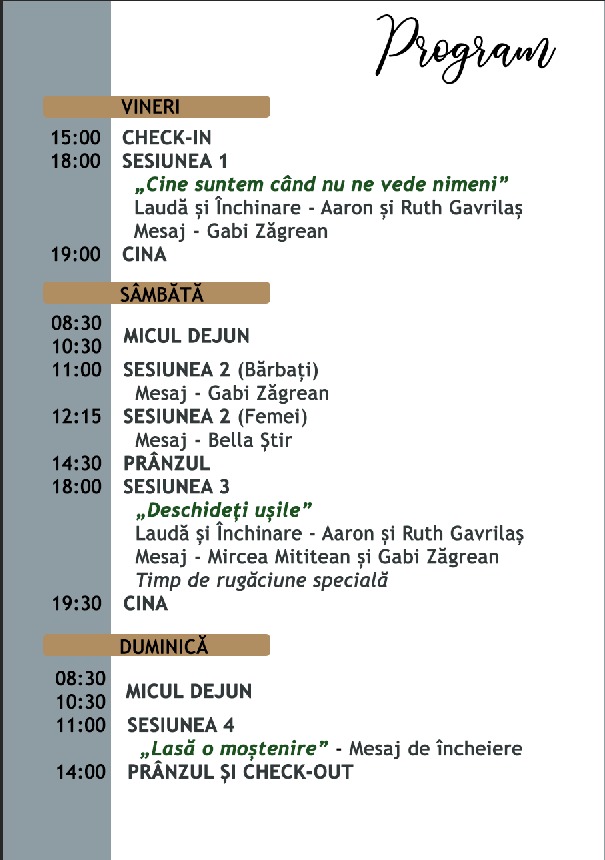 Program
VINERI
15:00 CHECK-IN
18:00 SESIUNEA 1
„Cine suntem când nu ne vede nimeni”
Laudă și Închinare - Aaron și Ruth Gavrilaș
Mesaj - Gabi Zăgrean
19:00 CINA
SÂMBĂTĂ
08:30
10:30
MICUL DEJUN
11:00 SESIUNEA 2 (Bărbați)
Mesaj - Gabi Zăgrean
12:15 SESIUNEA 2 (Femei)
Mesaj - Bella Știr
14:30 PRÂNZUL
18:00 SESIUNEA 3
„Deschideți ușile”
Laudă și Închinare - Aaron și Ruth Gavrilaș
Mesaj - Mircea Mititean și Gabi Zăgrean
Timp de rugăciune specială
19:30 CINA
DUMINICĂ
08:30
10:30
MICUL DEJUN
11:00 SESIUNEA 4
„Lasă o moștenire” - Mesaj de încheiere
14:00 PRÂNZUL ȘI CHECK-OUT